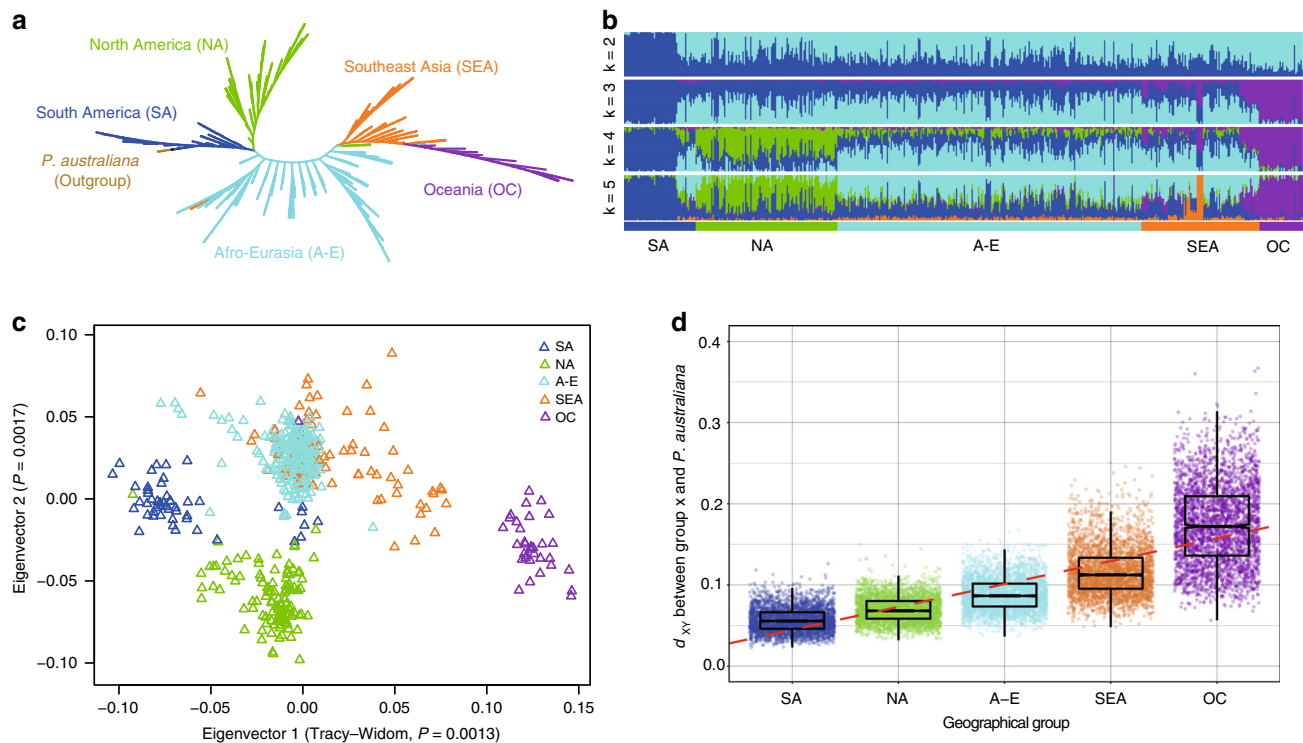 a
North America (NA)
Southeast Asia (SEA)
South America (SA)
P. australiana
(Outgroup)
Oceania (OC)
Afro-Eurasia (A-E)
b
k = 2
k = 3
k = 4
k = 5
SA NA A-E SEA OC
c
0.10
0.05
0.00
−0.05
−0.10
Eigenvector 2 (P = 0.0017)
SA
NA
A-E
SEA
OC
−0.10 −0.05 0.00 0.05 0.10 0.15
Eigenvector 1 (Tracy–Widom, P = 0.0013)
d
0.4
0.3
0.2
0.1
0.0
d XY between group x and P. australiana
SA NA A−E SEA OC
Geographical group